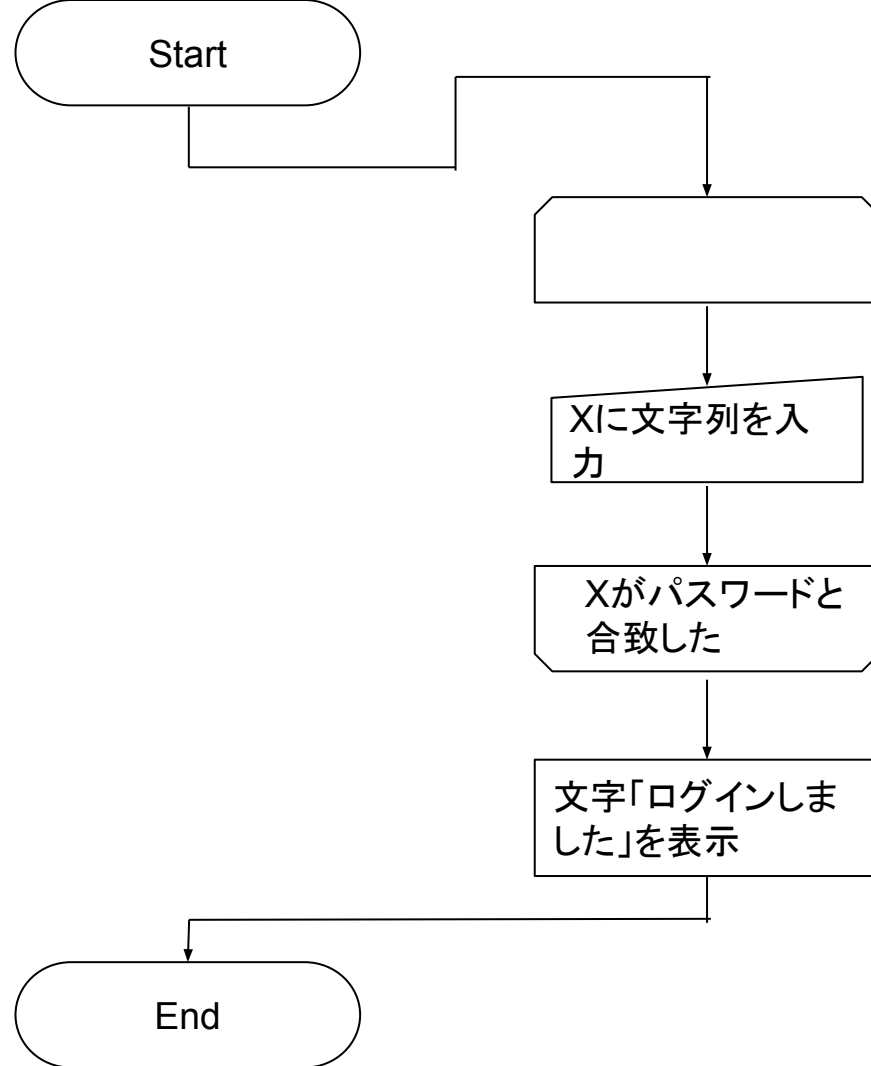 Start
Xに文字列を入
力
Xがパスワードと
合致した
文字「ログインしま
した」を表示
End